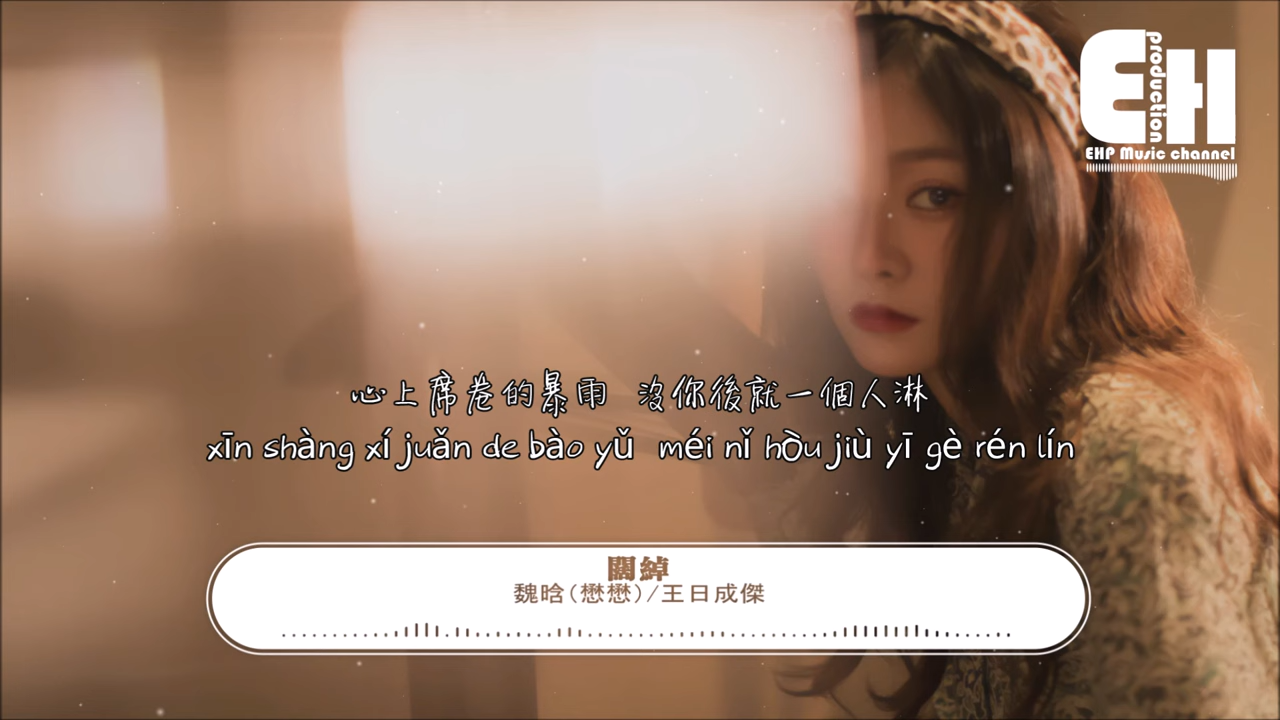 EH
production
EHP Music channel
心上席卷的暴雨 沒你後就一個人淋
xīn shàng xí juǎn de bào yǔ méi nǐ hòu jiù yī gè rén lín
闊綽
魏晗(懋懋)/王日成傑